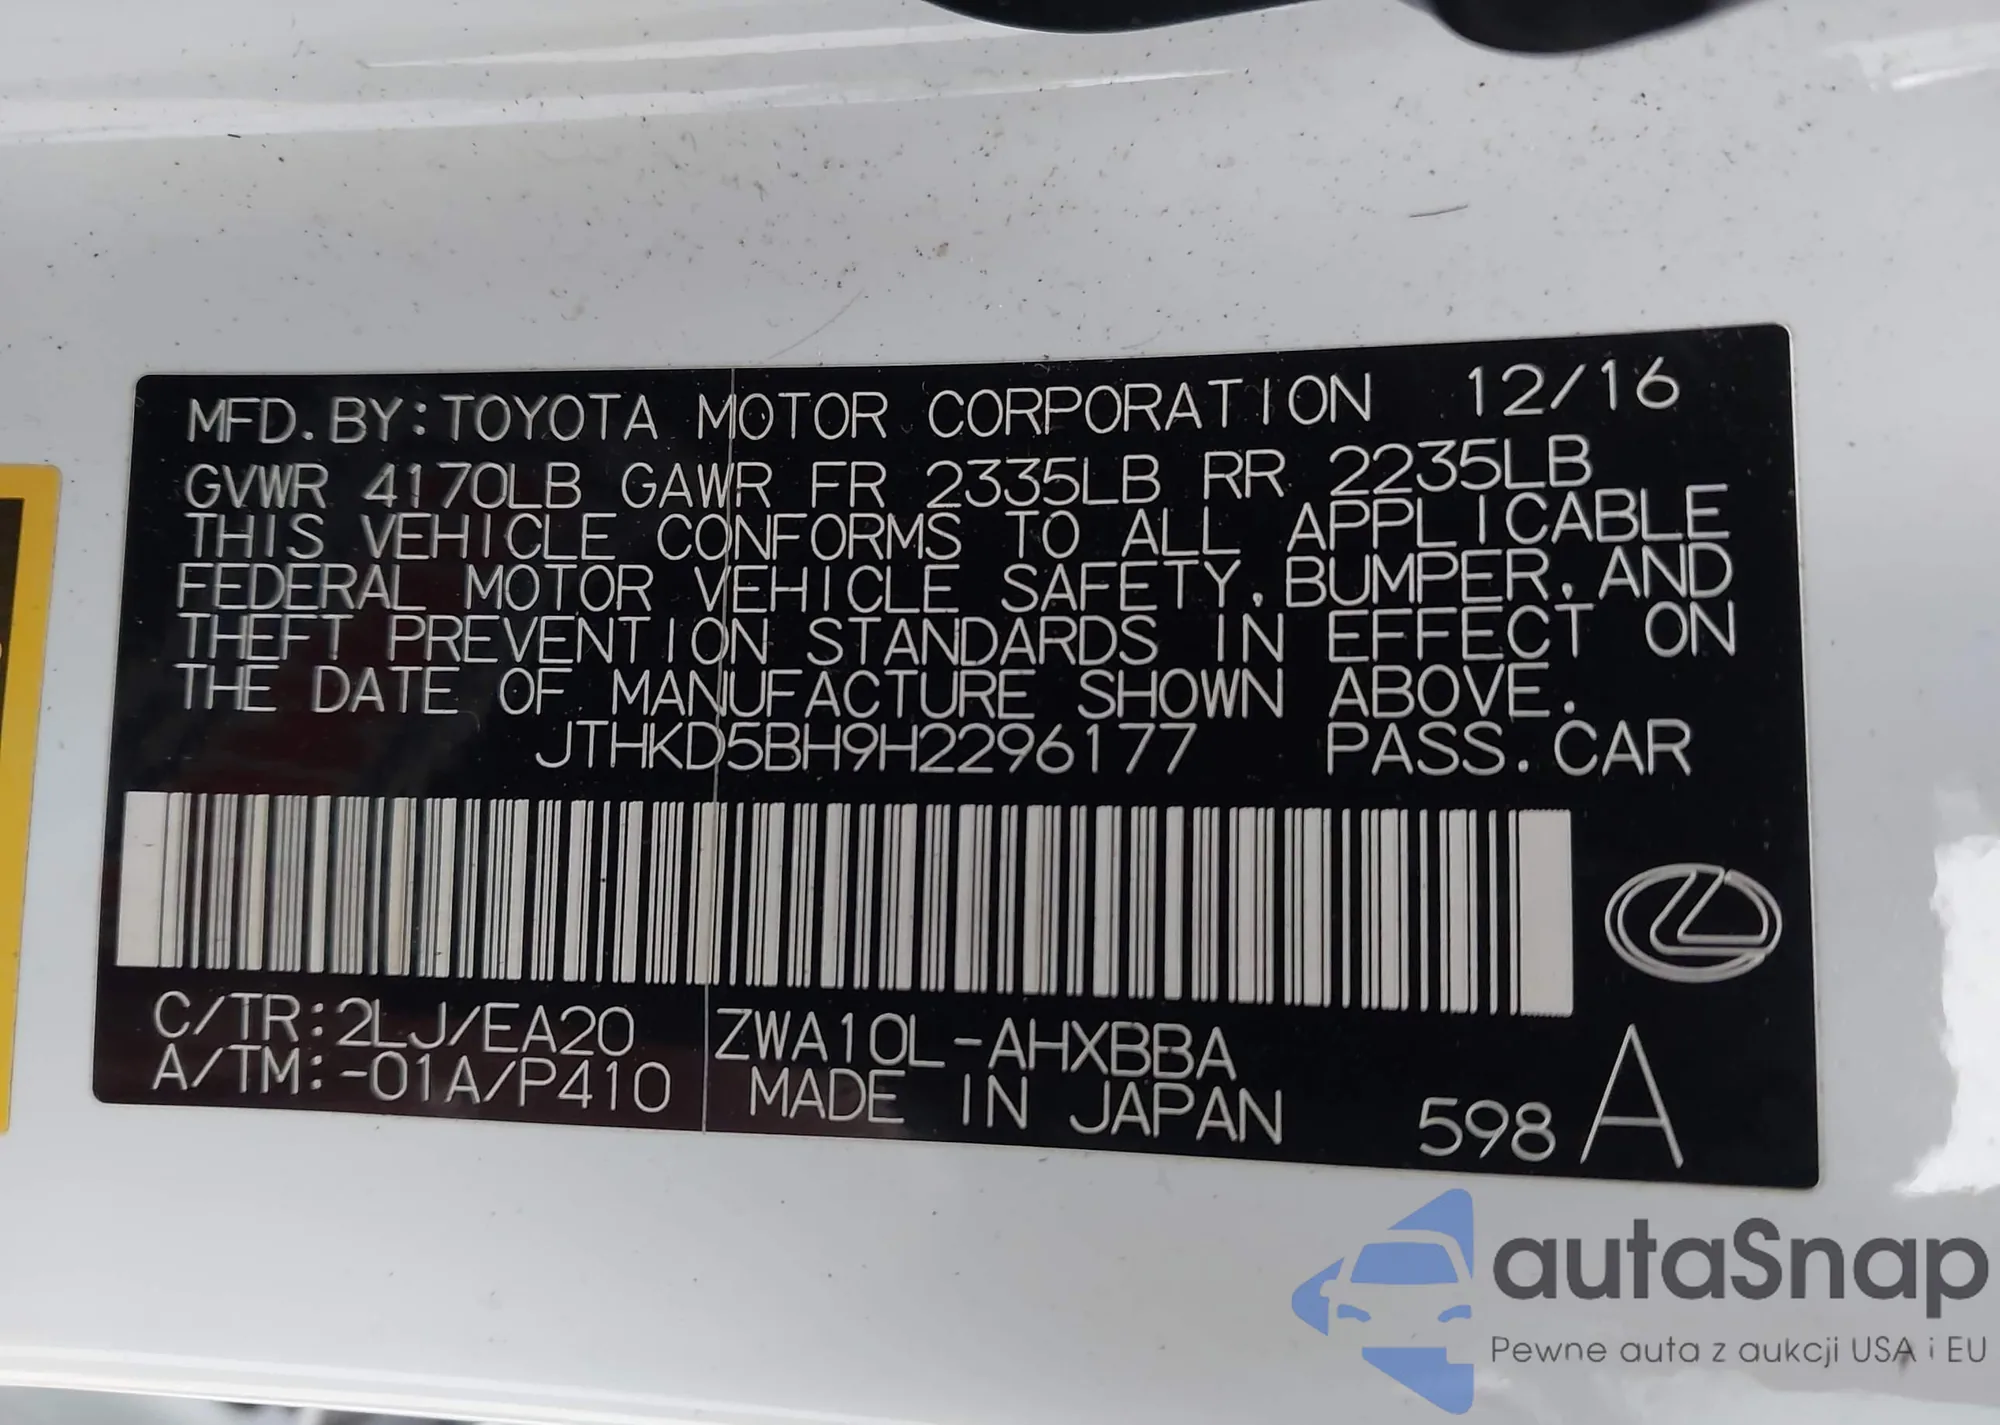 MFD.BY:TOYOTA MOTOR CORPORATION 12/16
GVWR 4170LB GAWR FR 2335LB RR 2235LB
THIS VEHICLE CONFORMS TO ALL APPLICABLE
FEDERAL MOTOR VEHICLE SAFETY,BUMPER,AND
THEFT PREVENTION STANDARDS IN EFFECT ON
THE DATE OF MANUFACTURE SHOWN ABOVE.
JTHKD5BH9H2296177 PASS.CAR
C/TR:2LJ/EA20 ZWA10L-AHXBBA
A/TM:-01A/P410 MADE IN JAPAN 598 A
autaSnap
Pewne auta z aukcji USA i EU